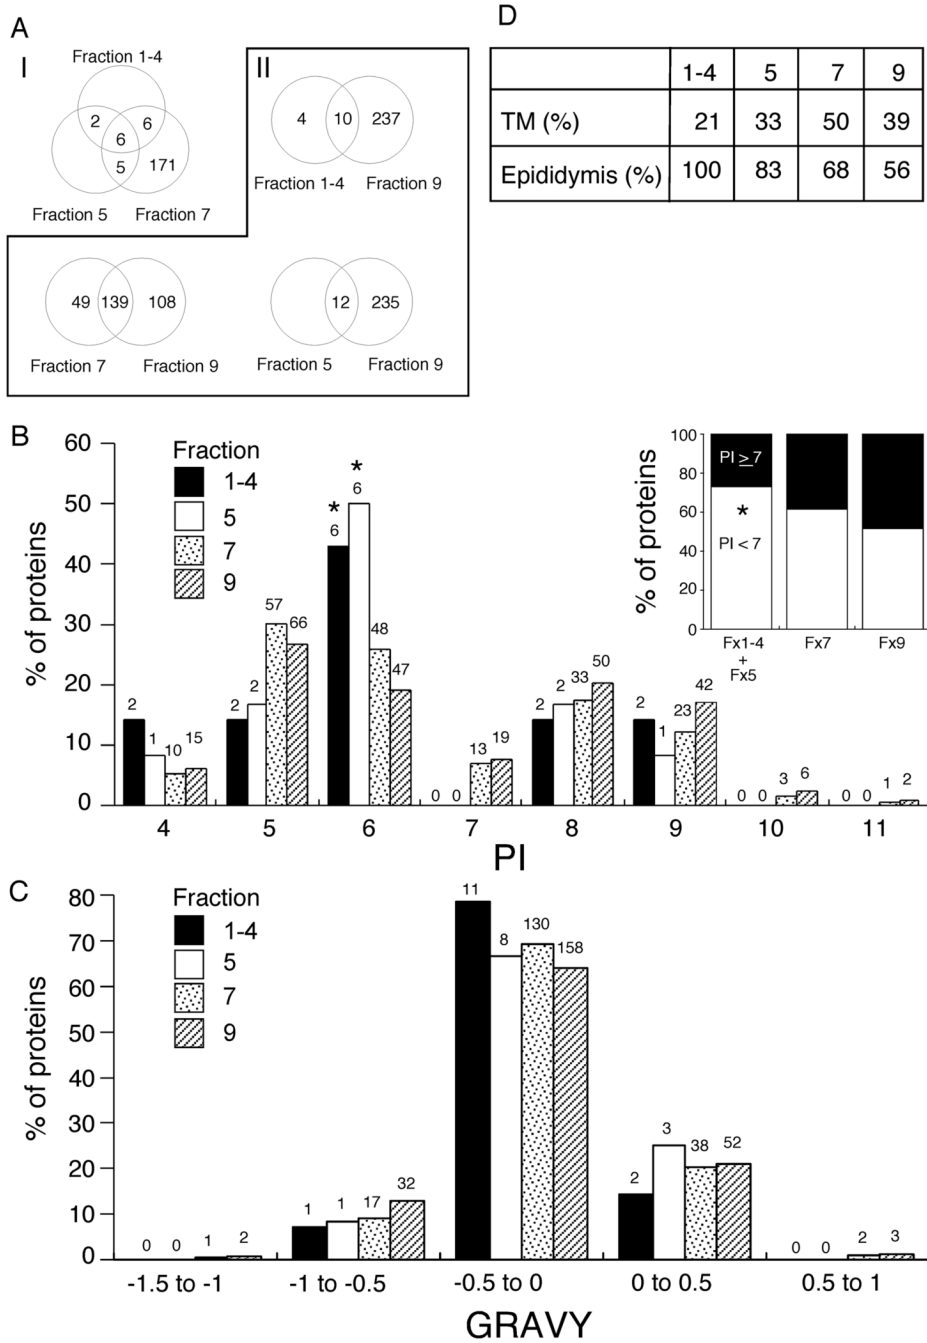 A
D
I
Fraction 1-4
2
6
6
5
171
Fraction 5
Fraction 7
II
4
10
237
Fraction 1-4
Fraction 9
49
139
108
Fraction 7
Fraction 9
12
235
Fraction 5
Fraction 9
1-4 5 7 9
TM (%) 21 33 50 39
Epididymis (%) 100 83 68 56
B
% of proteins
60
50
40
30
20
10
0
Fraction
1-4
5
7
9
2 1 10 15
2 2 57 66
* *
6 6 48 47
0 0 13 19
2 2 33 50
2 1 23 42
0 0 3 6
0 0 1 2
4 5 6 7 8 9 10 11
PI
% of proteins
100
80
60
40
20
0
PI ≥ 7
*
PI < 7
Fx1-4
+
Fx5
Fx7
Fx9
C
% of proteins
80
70
60
50
40
30
20
10
0
Fraction
1-4
5
7
9
0 0 1 2
1 1 17 32
11 8 130 158
2 3 38 52
0 0 2 3
-1.5 to -1 -1 to -0.5 -0.5 to 0 0 to 0.5 0.5 to 1
GRAVY